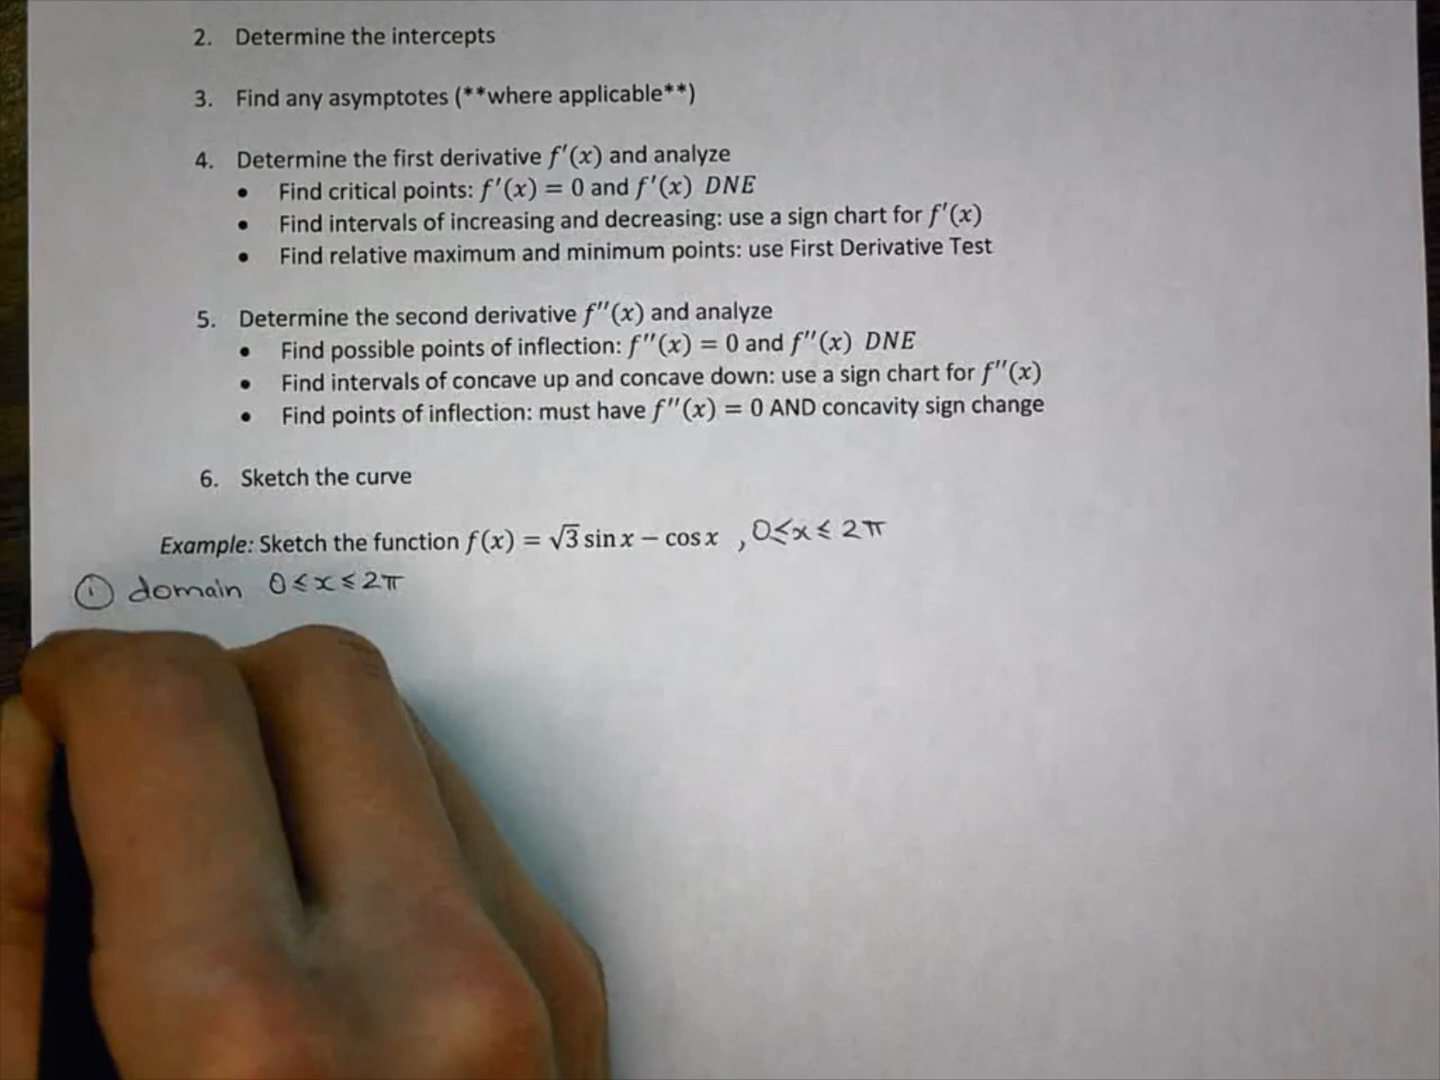 2. Determine the intercepts
3. Find any asymptotes (**where applicable**)
4. Determine the first derivative f'(x) and analyze
• Find critical points: f'(x) = 0 and f'(x) DNE
• Find intervals of increasing and decreasing: use a sign chart for f'(x)
• Find relative maximum and minimum points: use First Derivative Test
5. Determine the second derivative f''(x) and analyze
• Find possible points of inflection: f''(x) = 0 and f''(x) DNE
• Find intervals of concave up and concave down: use a sign chart for f''(x)
• Find points of inflection: must have f''(x) = 0 AND concavity sign change
6. Sketch the curve
Example: Sketch the function f(x) = √3 sin x − cos x , 0 ≤ x ≤ 2π
① domain 0 ≤ x ≤ 2π